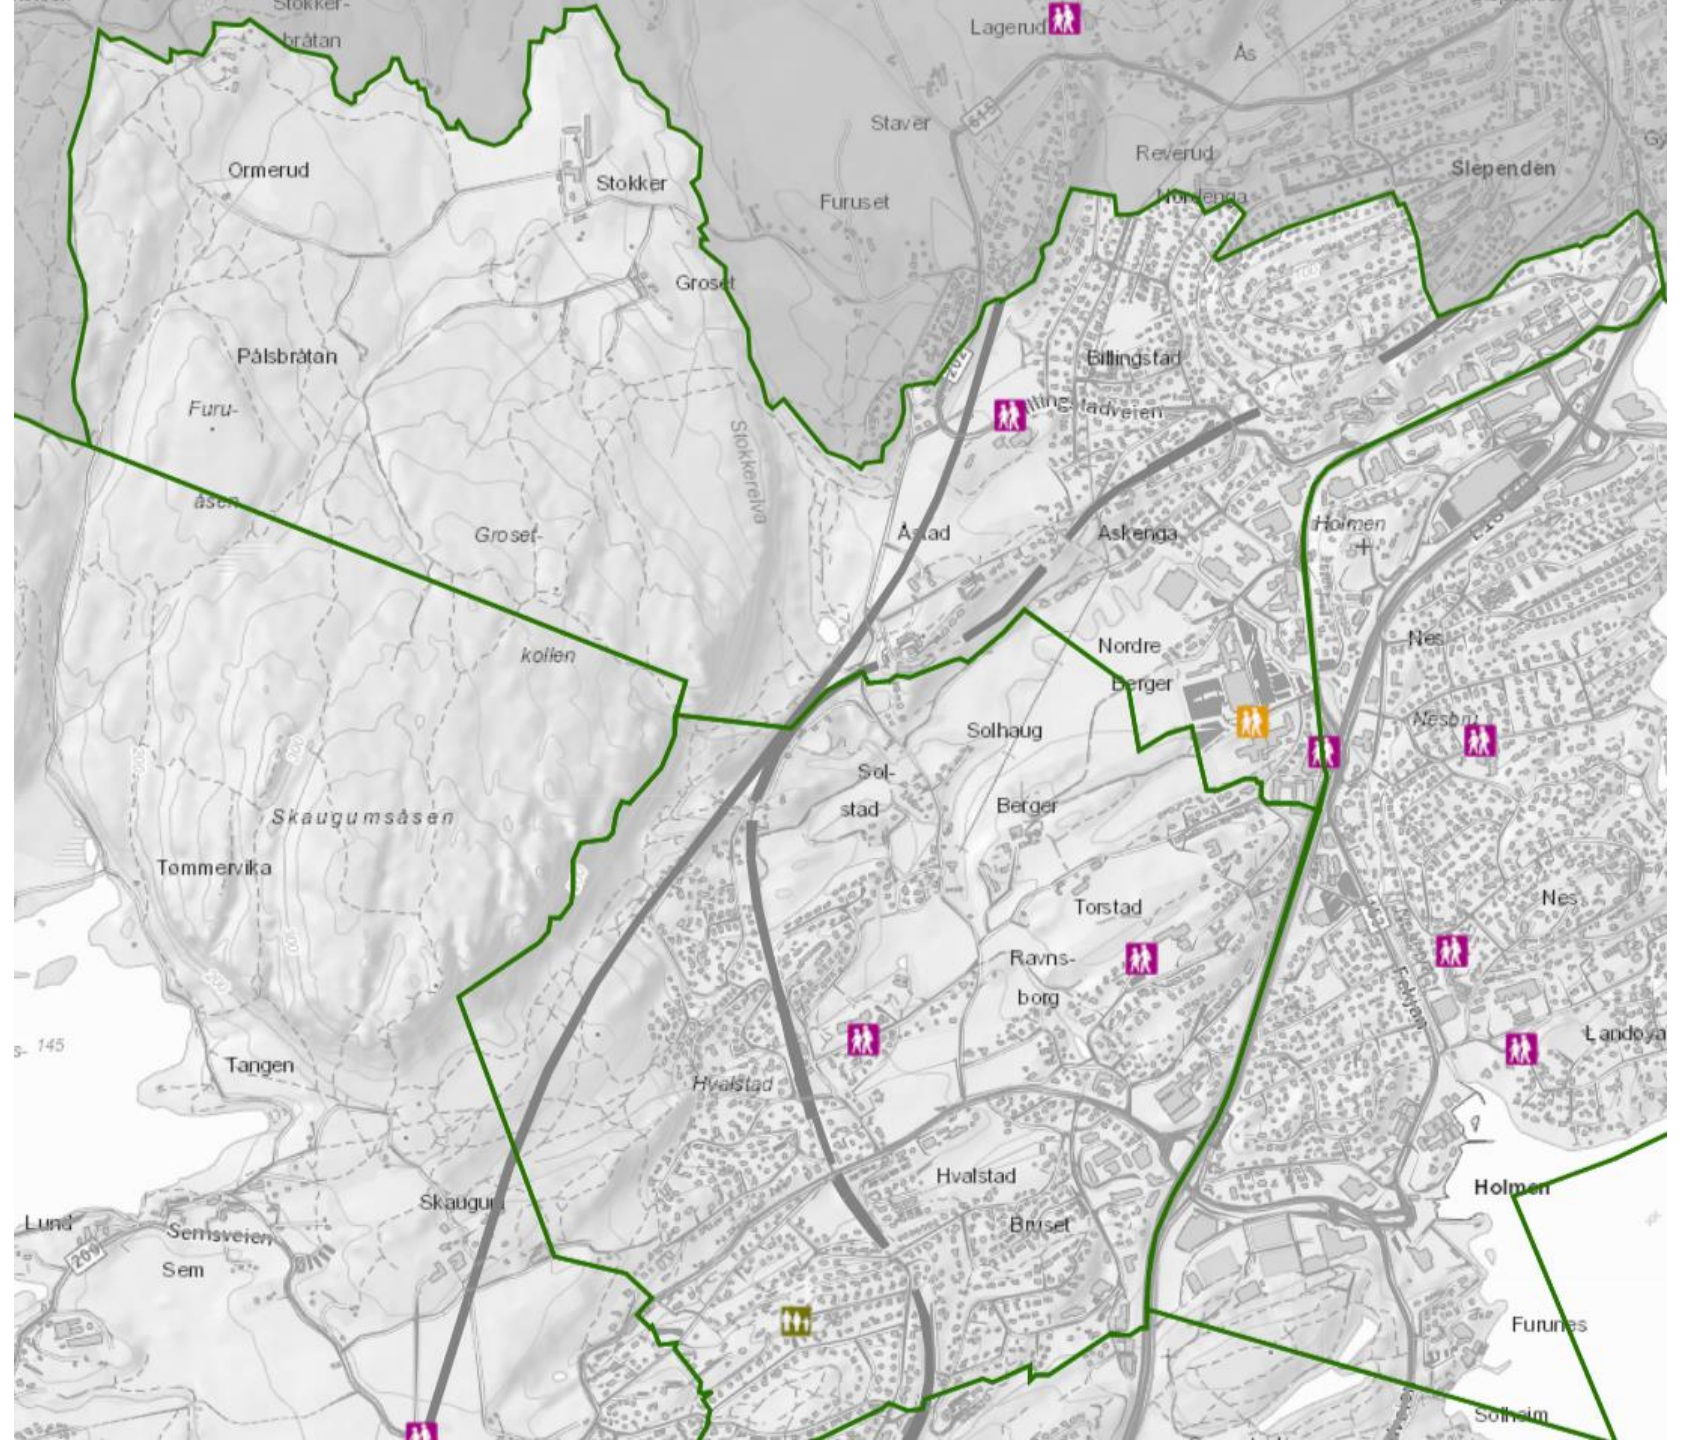 Stokker-
bråtan
Lagerud
Ås
Staver
Reverud
Slependen
Ormerud
Stokker
Furuset
Nordenga
Groset
Pålsbråtan
Billingstad
202
Furu-
åsen
Stokkerelva
Groset-
kollen
Åstad
Askenga
Holmen
E18
Nordre
Berger
Nes
Solhaug
Nesbru
Sol-
stad
Berger
Skaugumsåsen
Tømmervika
Torstad
Nes
Ravns-
borg
Landøya
145
Tangen
Hvalstad
Hvalstad
Holmen
Lund
Semsveien
209
Sem
Bruset
Furunes
Solheim